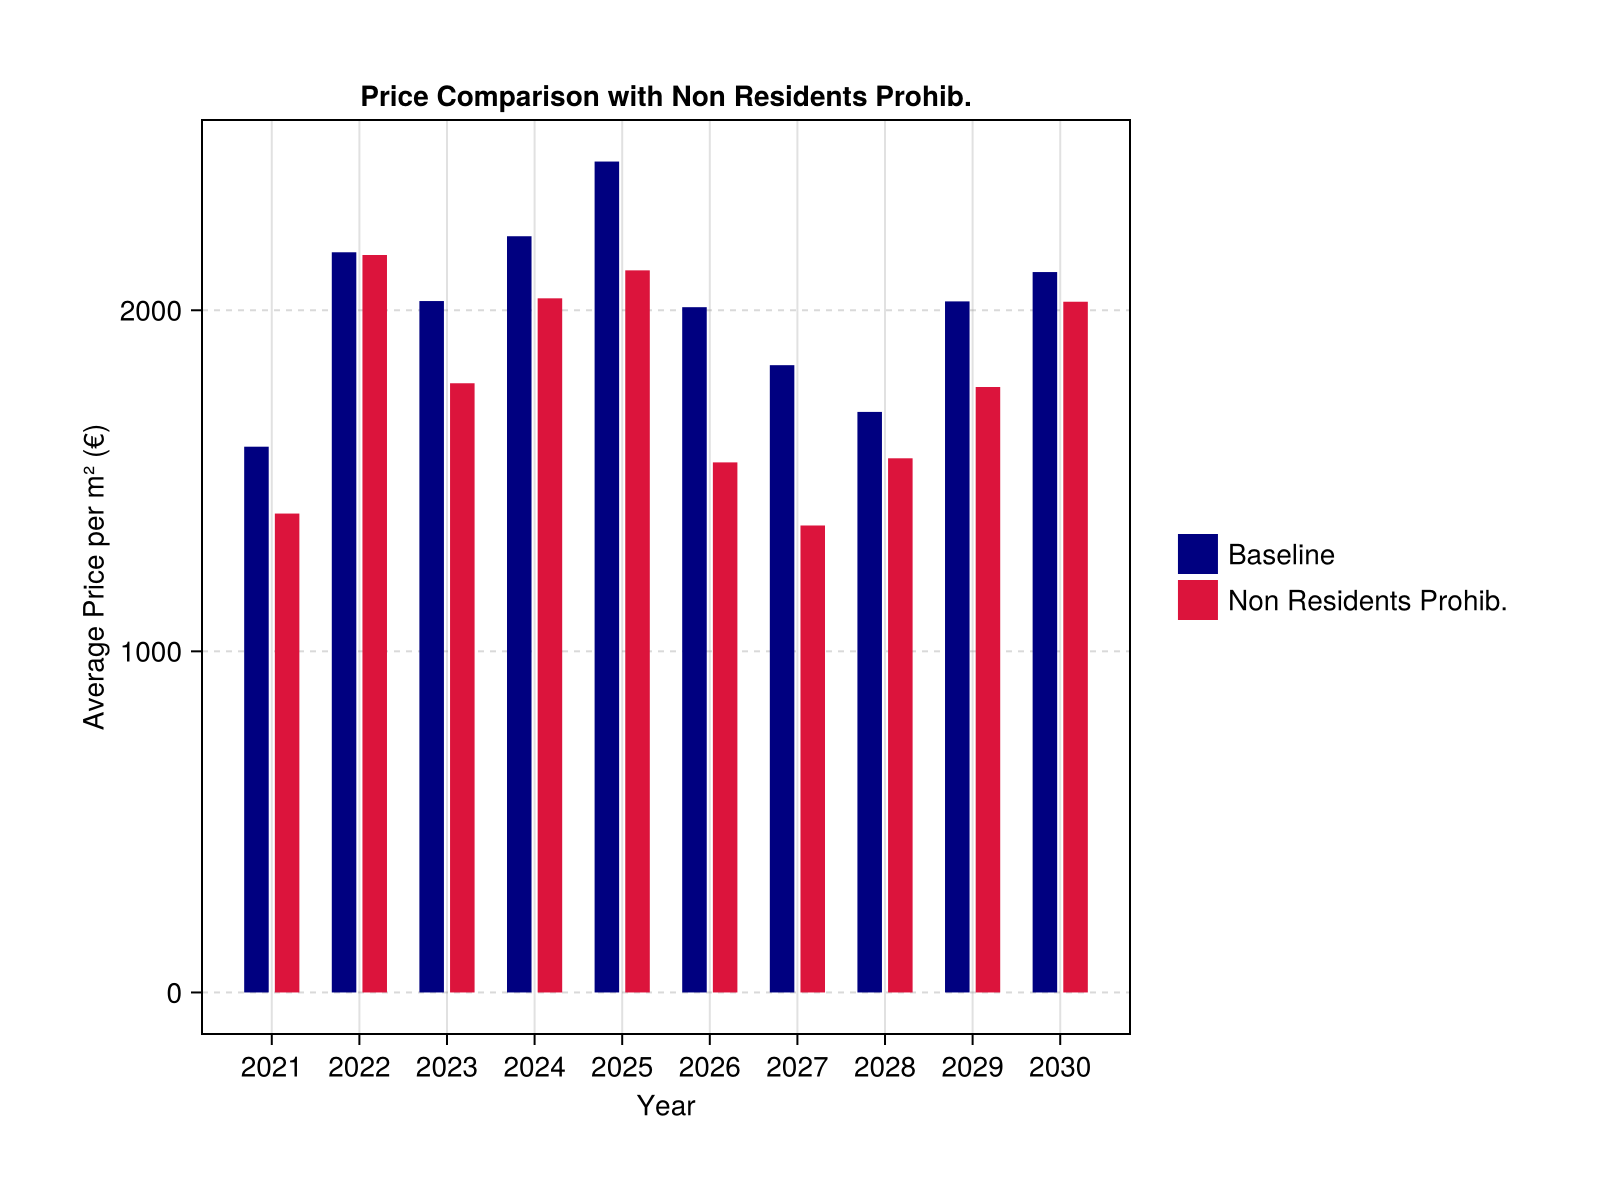 Price Comparison with Non Residents Prohib.
Average Price per m² (€)
2000
1000
0
2021 2022 2023 2024 2025 2026 2027 2028 2029 2030
Year
Baseline
Non Residents Prohib.